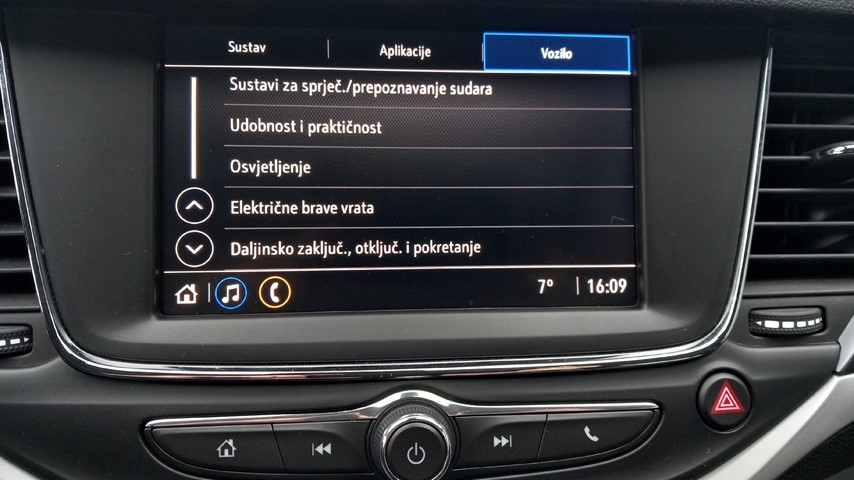 Sustav
Aplikacije
Vozilo
Sustavi za sprječ./prepoznavanje sudara
Udobnost i praktičnost
Osvjetljenje
Električne brave vrata
Daljinsko zaključ., otključ. i pokretanje
7° 16:09